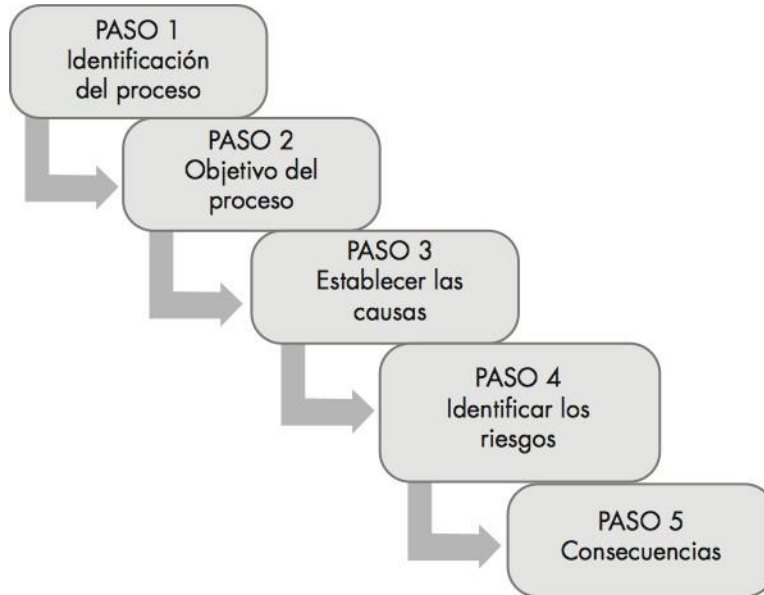 PASO 1
Identificación
del proceso
PASO 2
Objetivo del
proceso
PASO 3
Establecer las
causas
PASO 4
Identificar los
riesgos
PASO 5
Consecuencias